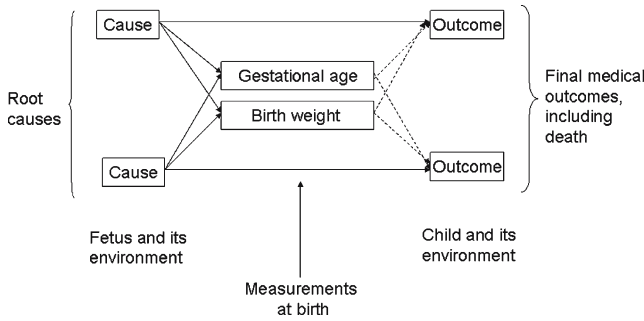 Cause
Outcome
Gestational age
Birth weight
Root
causes
Final medical
outcomes,
including
death
Cause
Outcome
Fetus and its
environment
Child and its
environment
Measurements
at birth